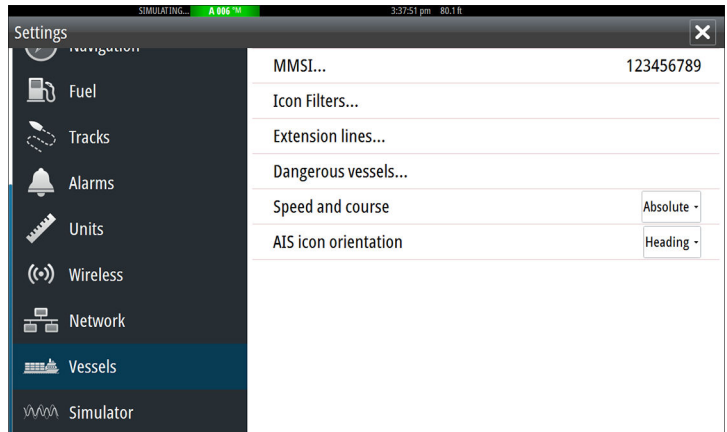 SIMULATING... A 006 °M 3:37:51 pm 80.1 ft
Settings
Navigation
Fuel
Tracks
Alarms
Units
Wireless
Network
Vessels
Simulator
MMSI... 123456789
Icon Filters...
Extension lines...
Dangerous vessels...
Speed and course Absolute
AIS icon orientation Heading